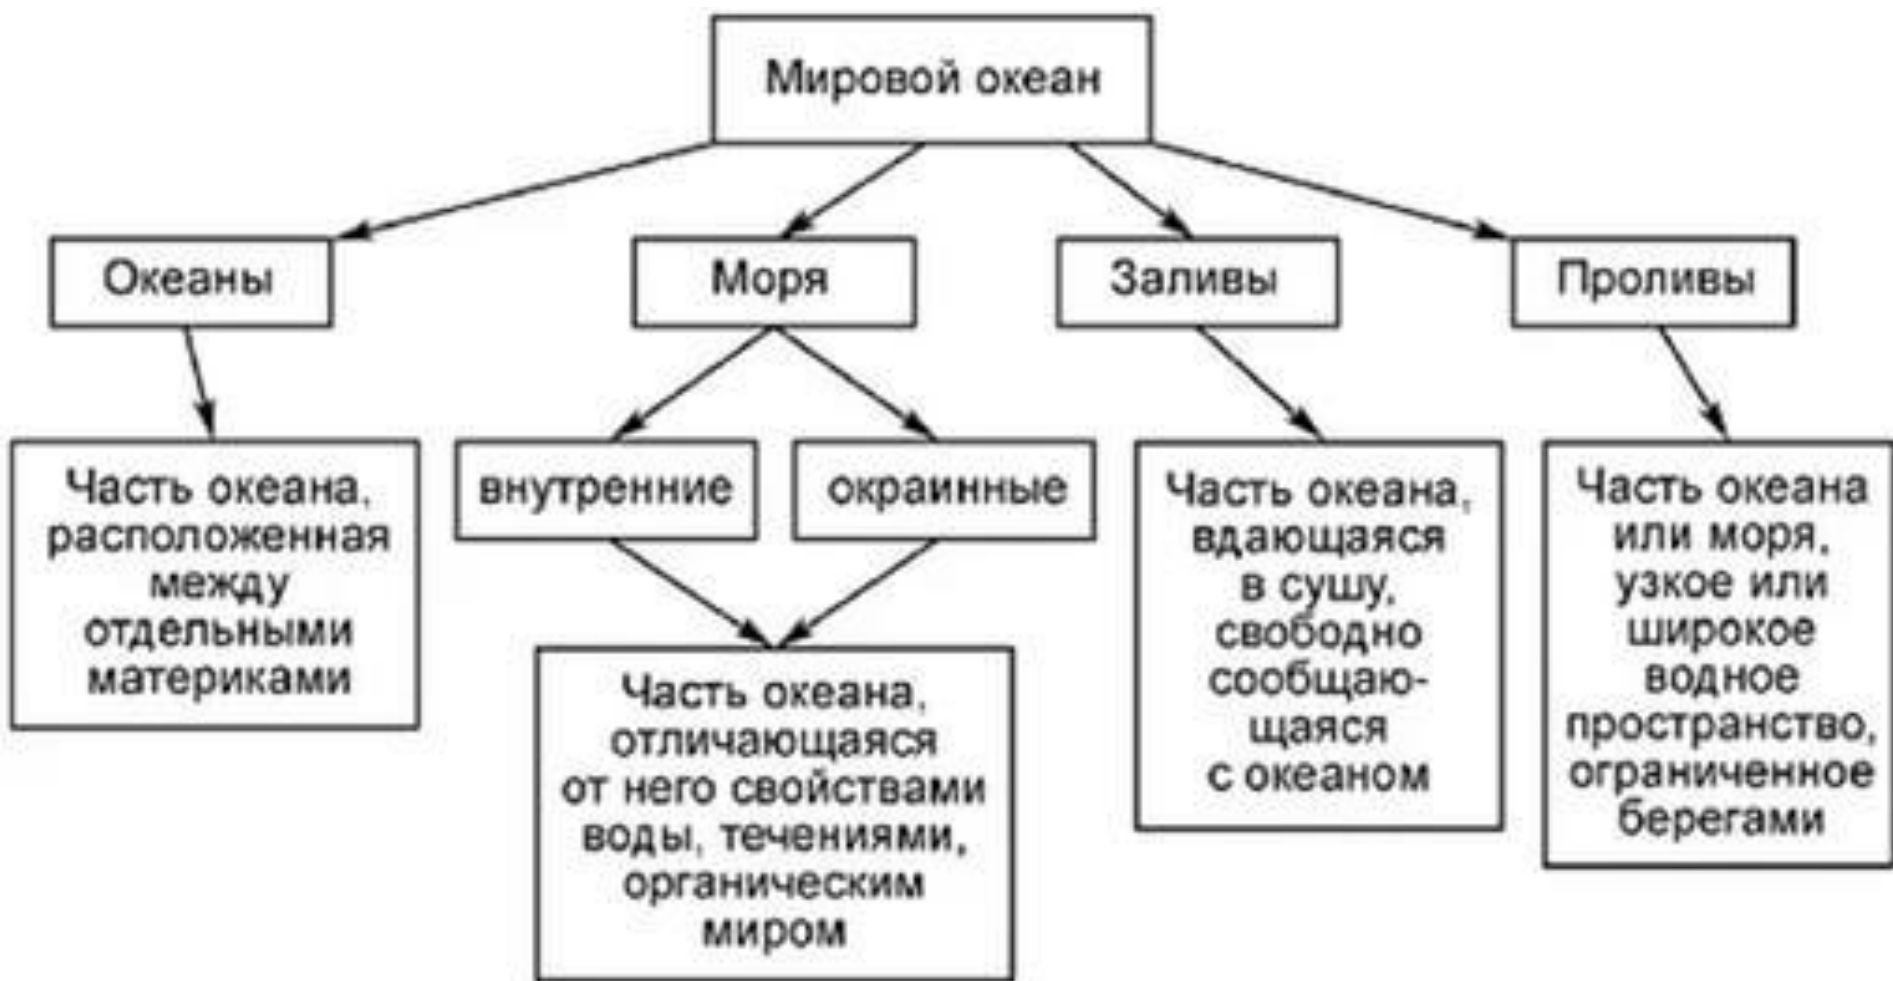 Мировой океан
Океаны
Моря
Заливы
Проливы
Часть океана,
расположенная
между
отдельными
материками
внутренние
окраинные
Часть океана,
отличающаяся
от него свойствами
воды, течениями,
органическим
миром
Часть океана,
вдающаяся
в сушу,
свободно
сообщаю-
щаяся
с океаном
Часть океана
или моря,
узкое или
широкое
водное
пространство,
ограниченное
берегами